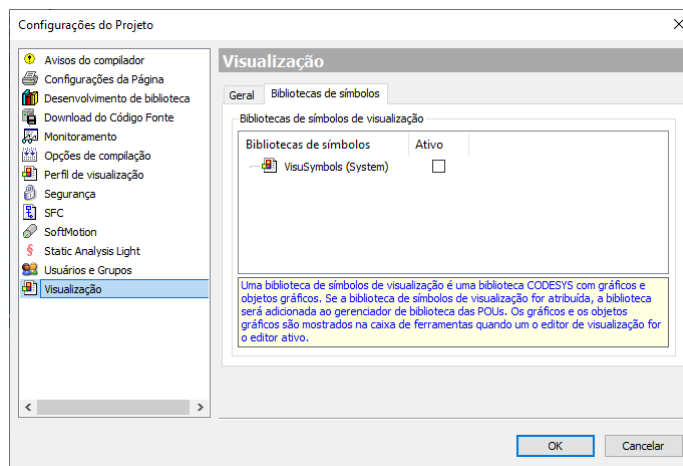 Configurações do Projeto
Avisos do compilador
Configurações da Página
Desenvolvimento de biblioteca
Download do Código Fonte
Monitoramento
Opções de compilação
Perfil de visualização
Segurança
SFC
SoftMotion
Static Analysis Light
Usuários e Grupos
Visualização
Visualização
Geral Bibliotecas de símbolos
Bibliotecas de símbolos de visualização
Bibliotecas de símbolos Ativo
VisuSymbols (System)
Uma biblioteca de símbolos de visualização é uma biblioteca CODESYS com gráficos e
objetos gráficos. Se a biblioteca de símbolos de visualização for atribuída, a biblioteca
será adicionada ao gerenciador de biblioteca das POUs. Os gráficos e os objetos
gráficos são mostrados na caixa de ferramentas quando um o editor de visualização for
o editor ativo.
OK Cancelar